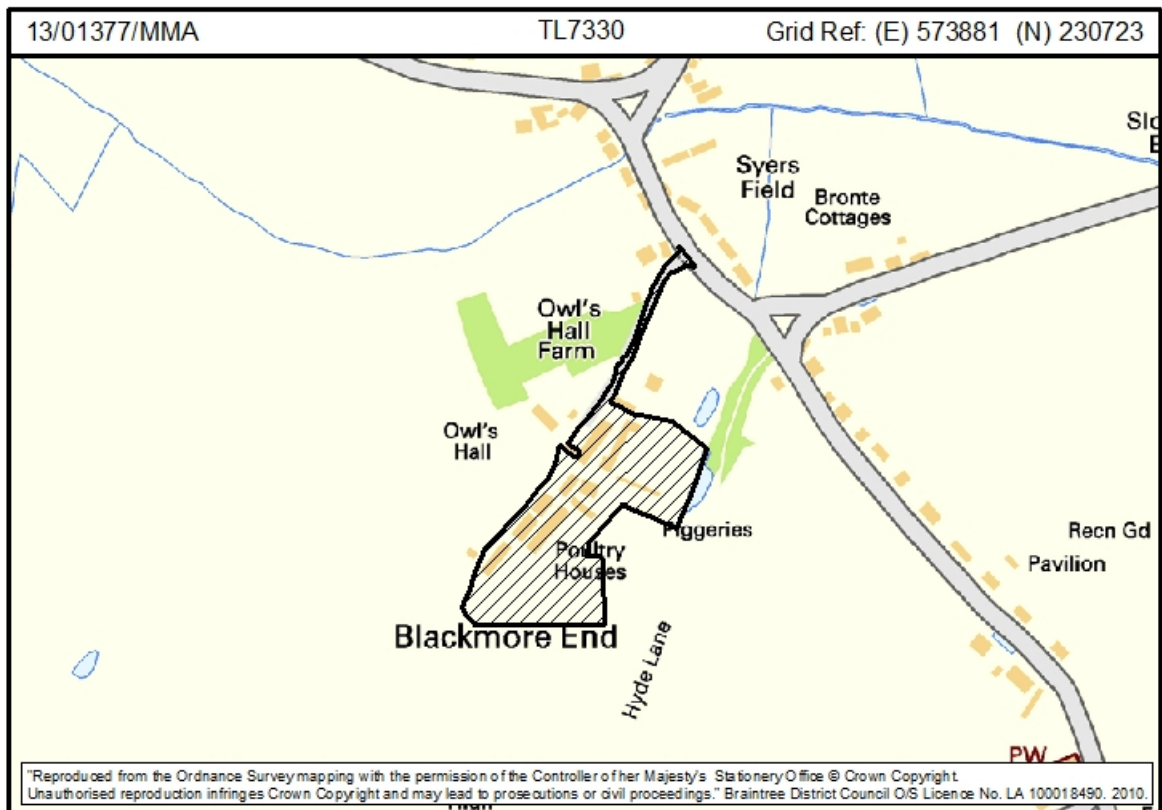 13/01377/MMA
TL7330
Grid Ref: (E) 573881 (N) 230723
Syers
Field
Bronte
Cottages
Owl's
Hall
Farm
Owl's
Hall
Piggeries
Poultry
Houses
Recn Gd
Pavilion
Blackmore End
Hyde Lane
PW
"Reproduced from the Ordnance Survey mapping with the permission of the Controller of her Majesty's Stationery Office © Crown Copyright.
Unauthorised reproduction infringes Crown Copyright and may lead to prosecutions or civil proceedings." Braintree District Council O/S Licence No. LA 100018490. 2010.